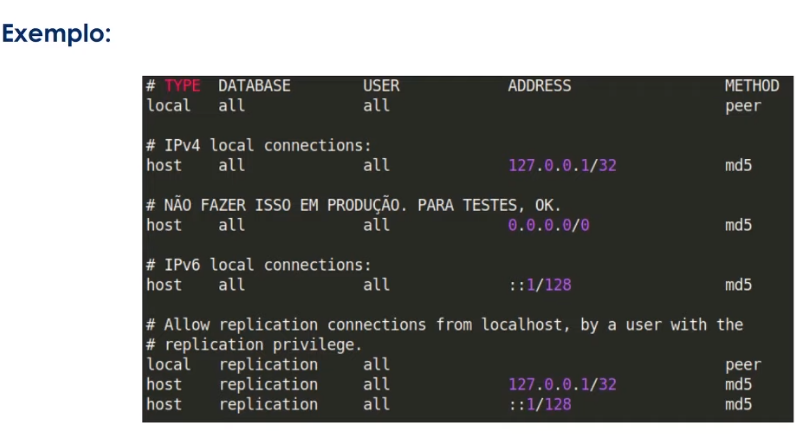 Exemplo:
# TYPE DATABASE USER ADDRESS METHOD
local all all peer
# IPv4 local connections:
host all all 127.0.0.1/32 md5
# NÃO FAZER ISSO EM PRODUÇÃO. PARA TESTES, OK.
host all all 0.0.0.0/0 md5
# IPv6 local connections:
host all all ::1/128 md5
# Allow replication connections from localhost, by a user with the
# replication privilege.
local replication all peer
host replication all 127.0.0.1/32 md5
host replication all ::1/128 md5